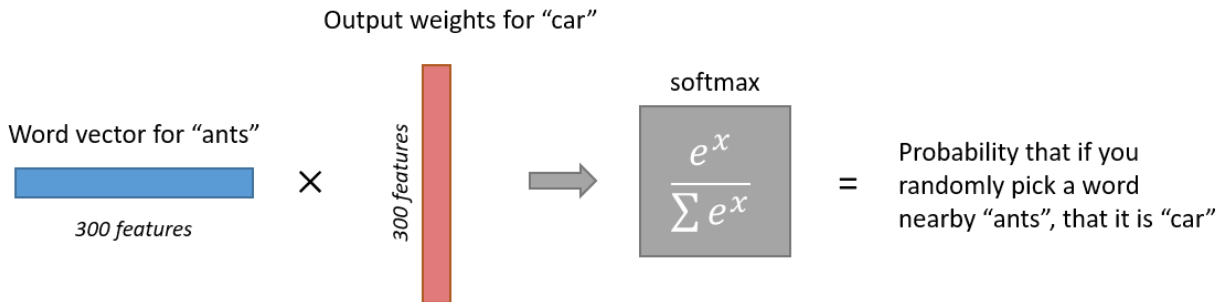 Output weights for “car”
softmax
Word vector for “ants”
300 features
×
300 features
e^x
∑ e^x
=
Probability that if you
randomly pick a word
nearby “ants”, that it is “car”